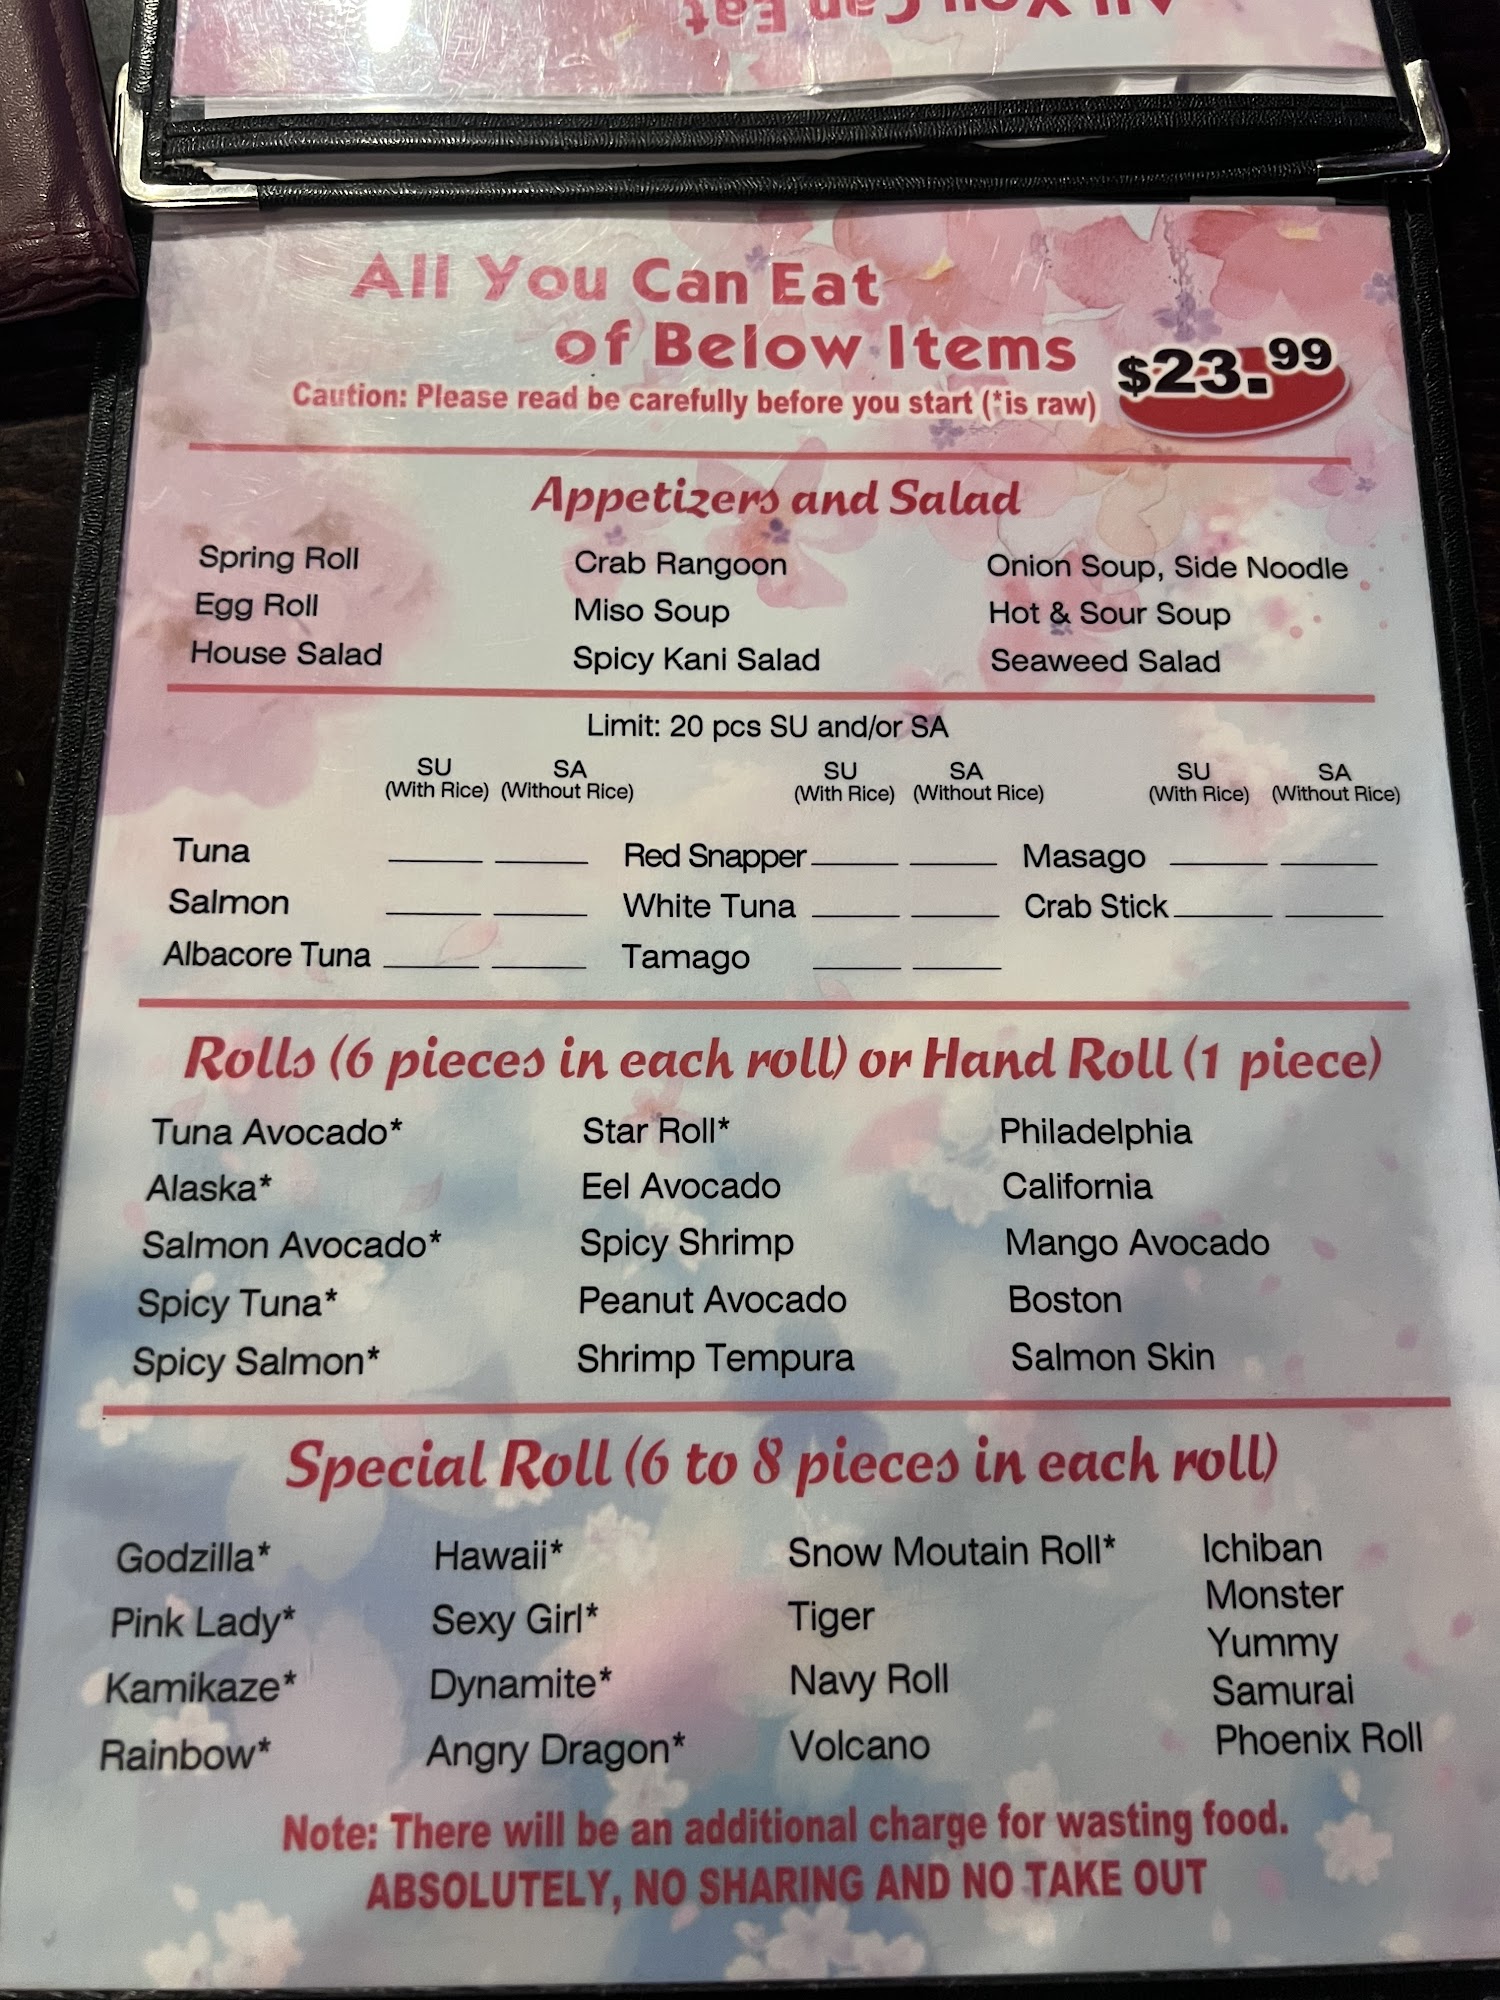 All You Can Eat
All You Can Eat
of Below Items
$23.99
Caution: Please read be carefully before you start (*is raw)
Appetizers and Salad
Spring Roll Crab Rangoon Onion Soup, Side Noodle
Egg Roll Miso Soup Hot & Sour Soup
House Salad Spicy Kani Salad Seaweed Salad
Limit: 20 pcs SU and/or SA
SU SA SU SA SU SA
(With Rice) (Without Rice) (With Rice) (Without Rice) (With Rice) (Without Rice)
Tuna Red Snapper Masago
Salmon White Tuna Crab Stick
Albacore Tuna Tamago
Rolls (6 pieces in each roll) or Hand Roll (1 piece)
Tuna Avocado* Star Roll* Philadelphia
Alaska* Eel Avocado California
Salmon Avocado* Spicy Shrimp Mango Avocado
Spicy Tuna* Peanut Avocado Boston
Spicy Salmon* Shrimp Tempura Salmon Skin
Special Roll (6 to 8 pieces in each roll)
Godzilla* Hawaii* Snow Moutain Roll* Ichiban
Monster
Pink Lady* Sexy Girl* Tiger Yummy
Kamikaze* Dynamite* Navy Roll Samurai
Rainbow* Angry Dragon* Volcano Phoenix Roll
Note: There will be an additional charge for wasting food.
ABSOLUTELY, NO SHARING AND NO TAKE OUT